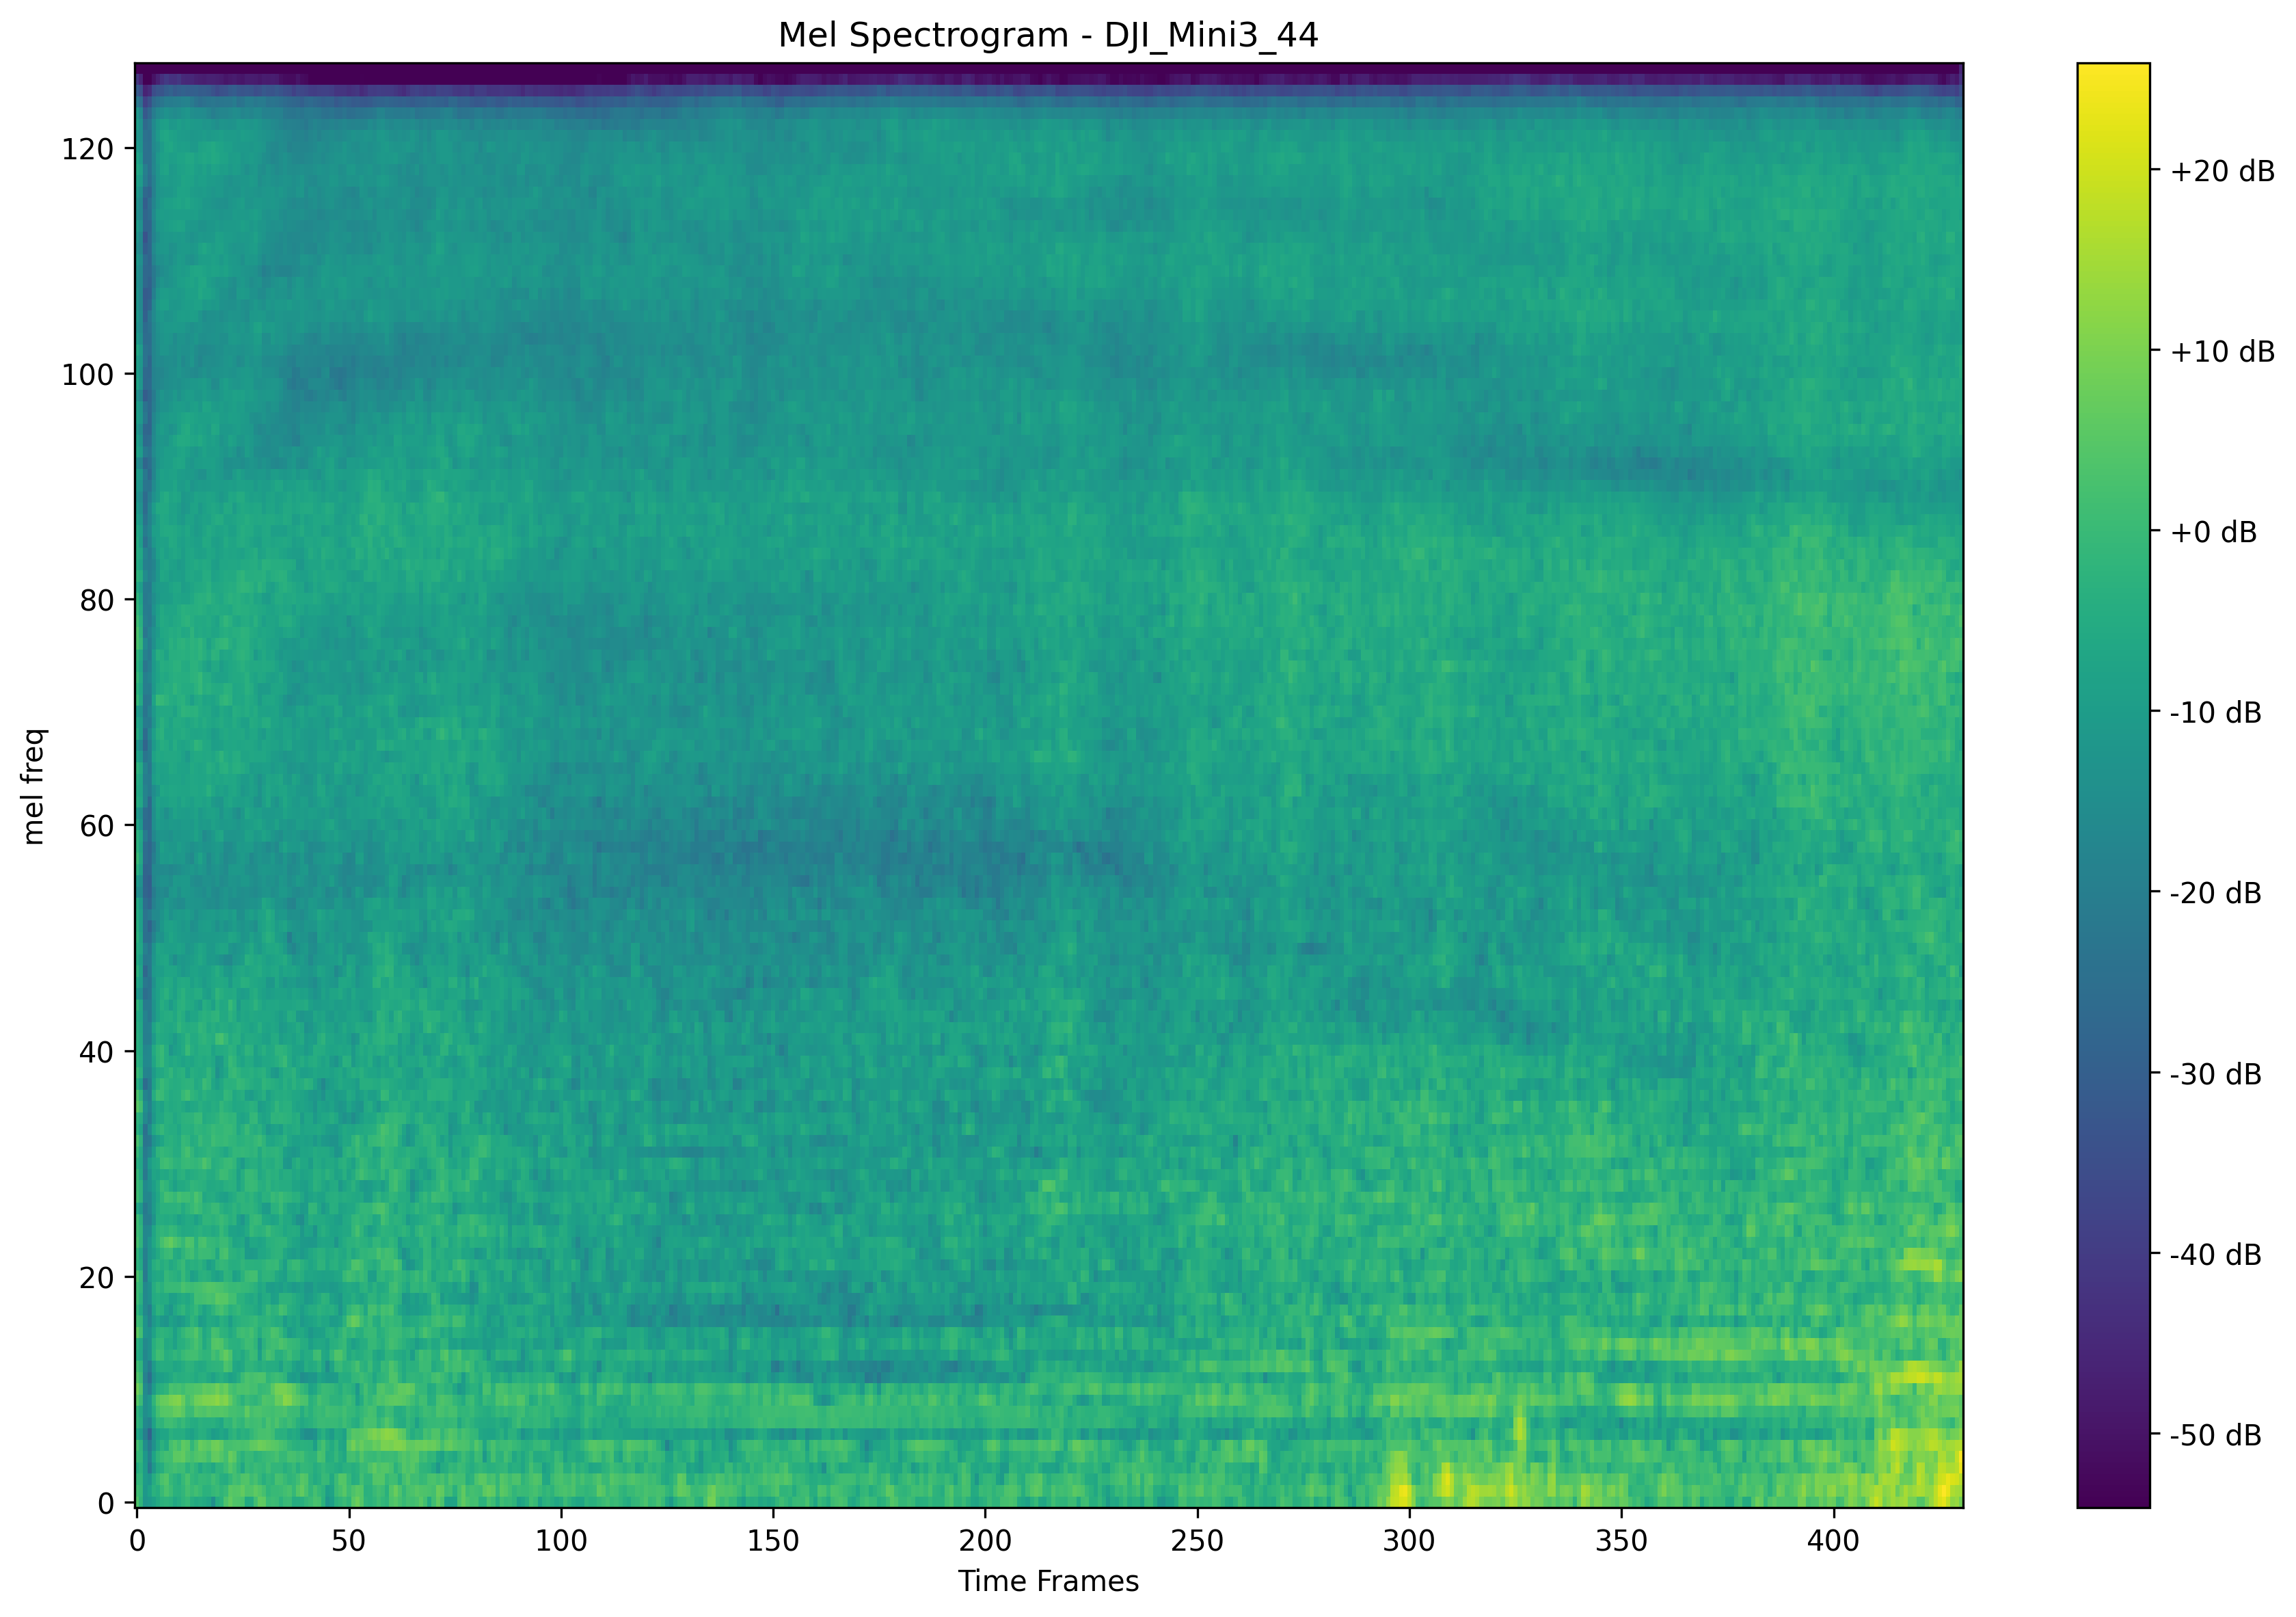 Mel Spectrogram - DJI_Mini3_44
mel freq
120
100
80
60
40
20
0
0 50 100 150 200 250 300 350 400
Time Frames
+20 dB
+10 dB
+0 dB
-10 dB
-20 dB
-30 dB
-40 dB
-50 dB